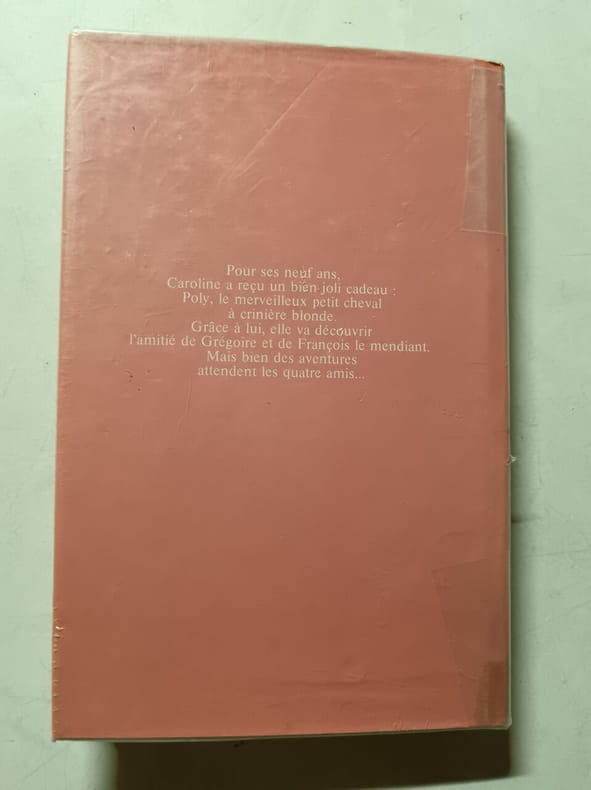 Pour ses neuf ans,
Caroline a reçu un bien joli cadeau :
Poly, le merveilleux petit cheval
à crinière blonde.
Grâce à lui, elle va découvrir
l'amitié de Grégoire et de François le mendiant.
Mais bien des aventures
attendent les quatre amis...